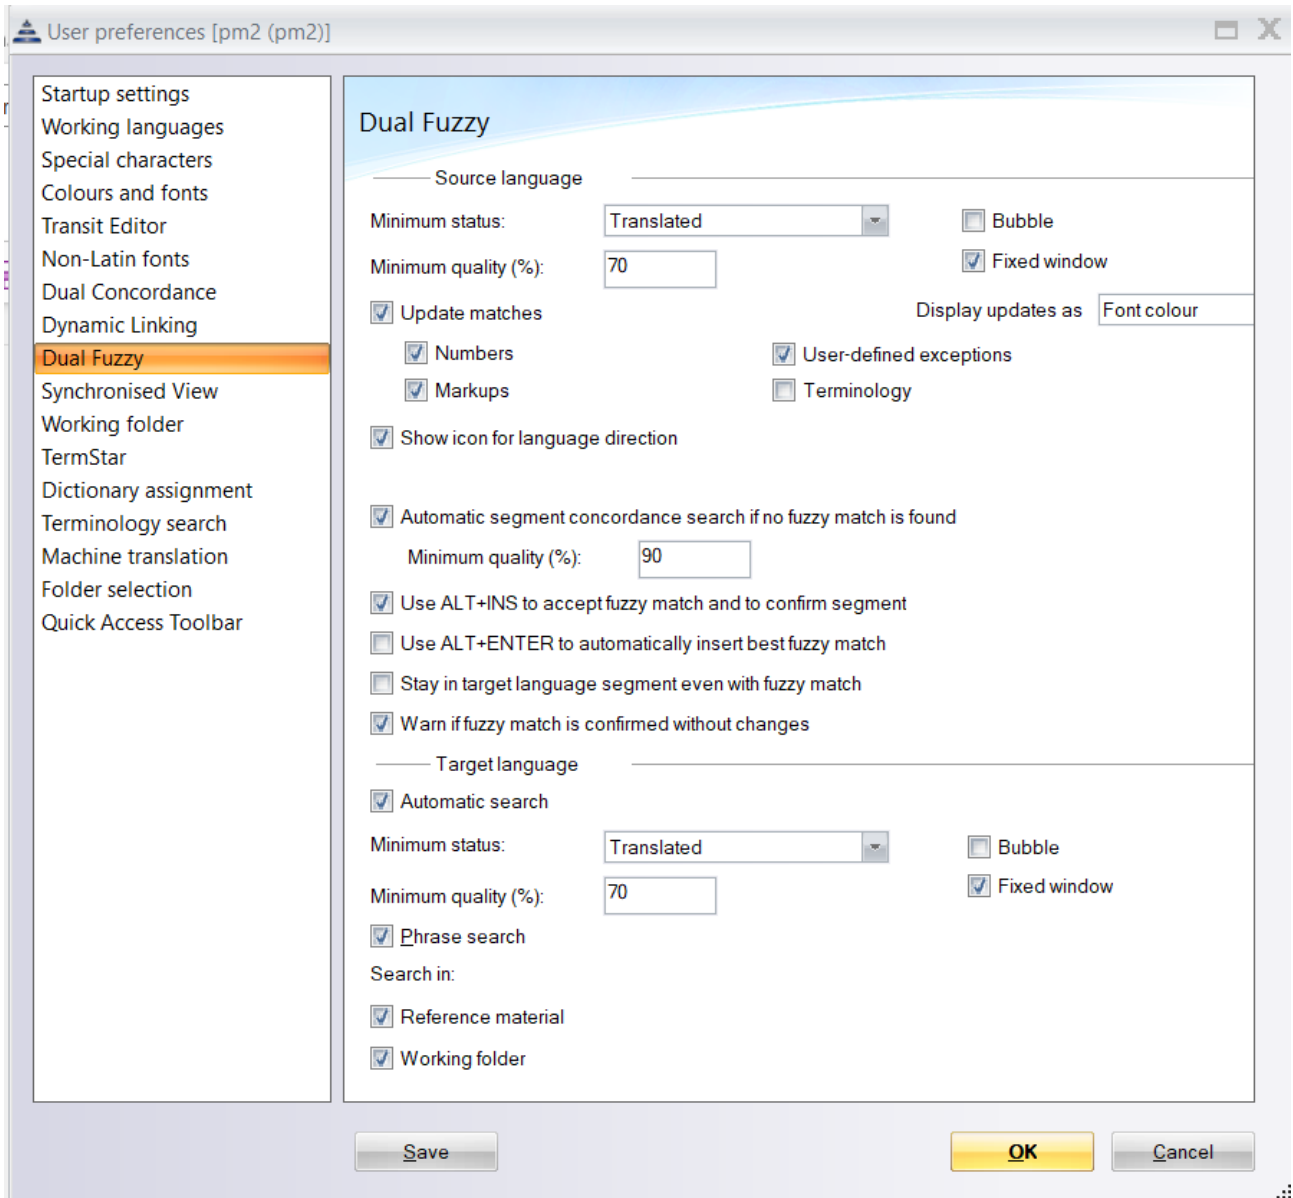 User preferences [pm2 (pm2)]
Startup settings
Working languages
Special characters
Colours and fonts
Transit Editor
Non-Latin fonts
Dual Concordance
Dynamic Linking
Dual Fuzzy
Synchronised View
Working folder
TermStar
Dictionary assignment
Terminology search
Machine translation
Folder selection
Quick Access Toolbar
Dual Fuzzy
Source language
Minimum status: Translated Bubble
Minimum quality (%): 70 Fixed window
Update matches Display updates as Font colour
Numbers User-defined exceptions
Markups Terminology
Show icon for language direction
Automatic segment concordance search if no fuzzy match is found
Minimum quality (%): 90
Use ALT+INS to accept fuzzy match and to confirm segment
Use ALT+ENTER to automatically insert best fuzzy match
Stay in target language segment even with fuzzy match
Warn if fuzzy match is confirmed without changes
Target language
Automatic search
Minimum status: Translated Bubble
Minimum quality (%): 70 Fixed window
Phrase search
Search in:
Reference material
Working folder
Save OK Cancel